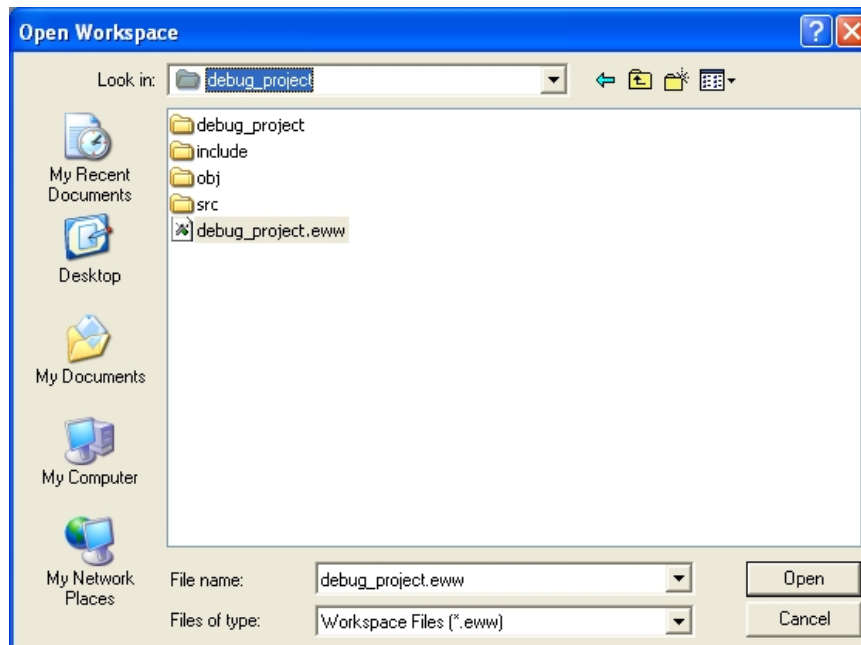 Open Workspace
Look in: debug_project
debug_project
include
obj
src
debug_project.eww
My Recent
Documents
Desktop
My Documents
My Computer
My Network
Places
File name: debug_project.eww Open
Files of type: Workspace Files (*.eww) Cancel